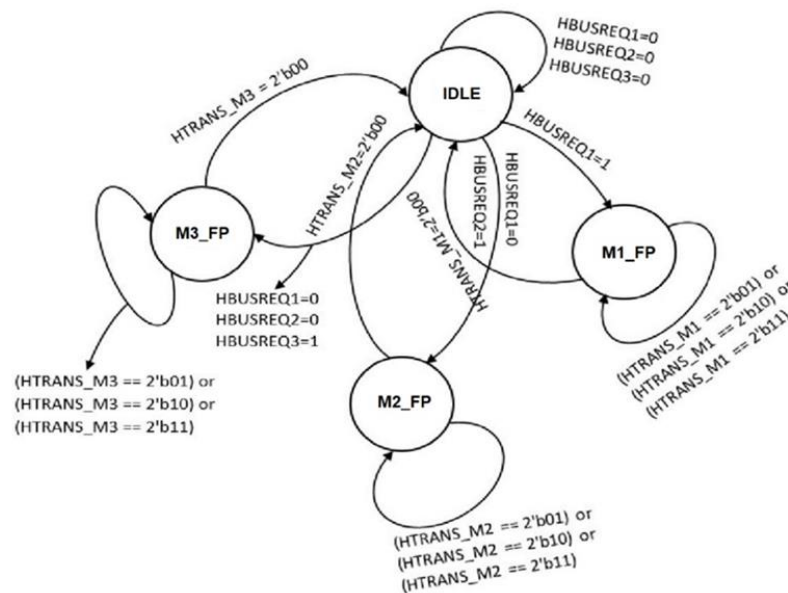 HBUSREQ1=0
HBUSREQ2=0
HBUSREQ3=0
IDLE
HTRANS_M3 = 2'b00
HTRANS_M2=2'b00
HBUSREQ1=1
HBUSREQ1=0
HBUSREQ2=1
HTRANS_M1=2'b00
M3_FP
M1_FP
HBUSREQ1=0
HBUSREQ2=0
HBUSREQ3=1
(HTRANS_M1 == 2'b01) or
(HTRANS_M1 == 2'b10) or
(HTRANS_M1 == 2'b11)
(HTRANS_M3 == 2'b01) or
(HTRANS_M3 == 2'b10) or
(HTRANS_M3 == 2'b11)
M2_FP
(HTRANS_M2 == 2'b01) or
(HTRANS_M2 == 2'b10) or
(HTRANS_M2 == 2'b11)